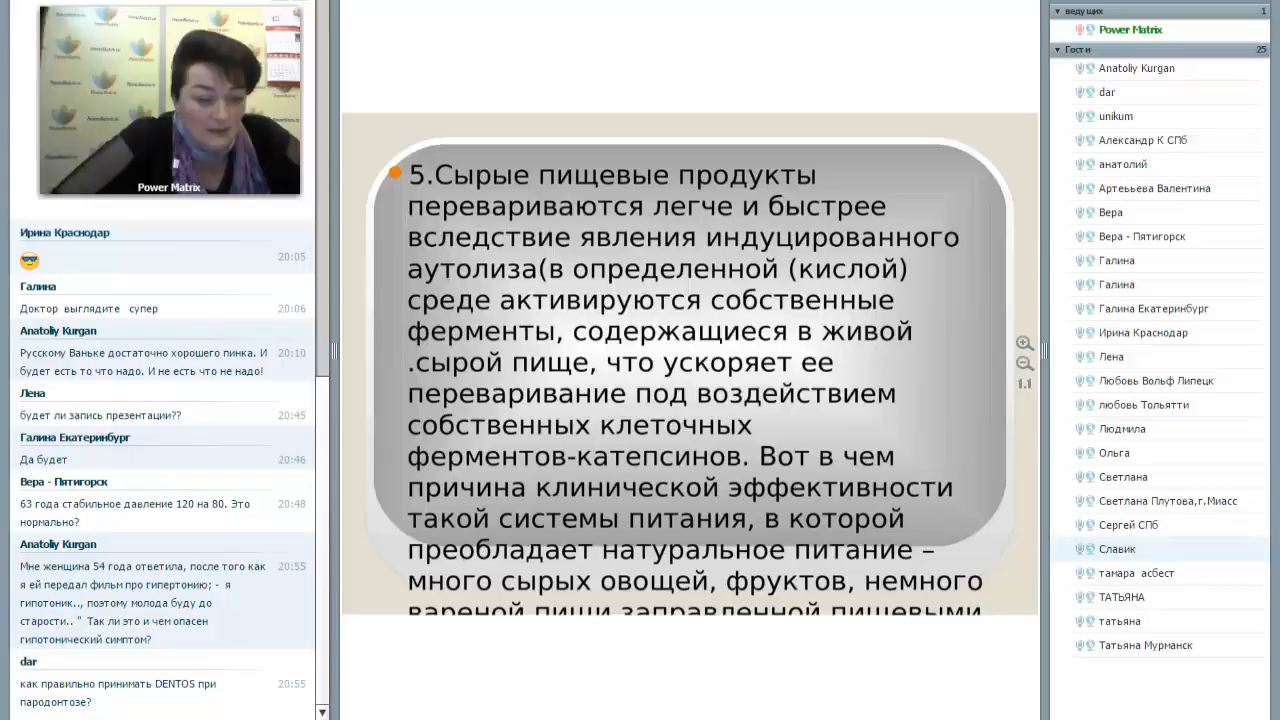 Power Matrix
Ирина Краснодар
20:05
Галина
Доктор выглядите супер 20:06
Anatoliy Kurgan
Русскому Ваньке достаточно хорошего пинка. И 20:10
будет есть то что надо. И не есть что не надо!
Лена
будет ли запись презентации?? 20:45
Галина Екатеринбург
Да будет 20:46
Вера - Пятигорск
63 года стабильное давление 120 на 80. Это 20:48
нормально?
Anatoliy Kurgan
Мне женщина 54 года ответила, после того как 20:55
я ей передал фильм про гипертонию; - я
гипотоник.., поэтому молода буду до
старости.. " Так ли это и чем опасен
гипотонический симптом?
dar
как правильно принимать DENTOS при 20:55
пародонтозе?
5.Сырые пищевые продукты
перевариваются легче и быстрее
вследствие явления индуцированного
аутолиза(в определенной (кислой)
среде активируются собственные
ферменты, содержащиеся в живой
.сырой пище, что ускоряет ее
переваривание под воздействием
собственных клеточных
ферментов-катепсинов. Вот в чем
причина клинической эффективности
такой системы питания, в которой
преобладает натуральное питание –
много сырых овощей, фруктов, немного
вареной пищи заправленной пищевыми
1.1
ведущих 1
Power Matrix
Гости 25
Anatoliy Kurgan
dar
unikum
Александр К СПб
анатолий
Артеььева Валентина
Вера
Вера - Пятигорск
Галина
Галина
Галина Екатеринбург
Ирина Краснодар
Лена
Любовь Вольф Липецк
любовь Тольятти
Людмила
Ольга
Светлана
Светлана Плутова,г.Миасс
Сергей СПб
Славик
тамара асбест
ТАТЬЯНА
татьяна
Татьяна Мурманск